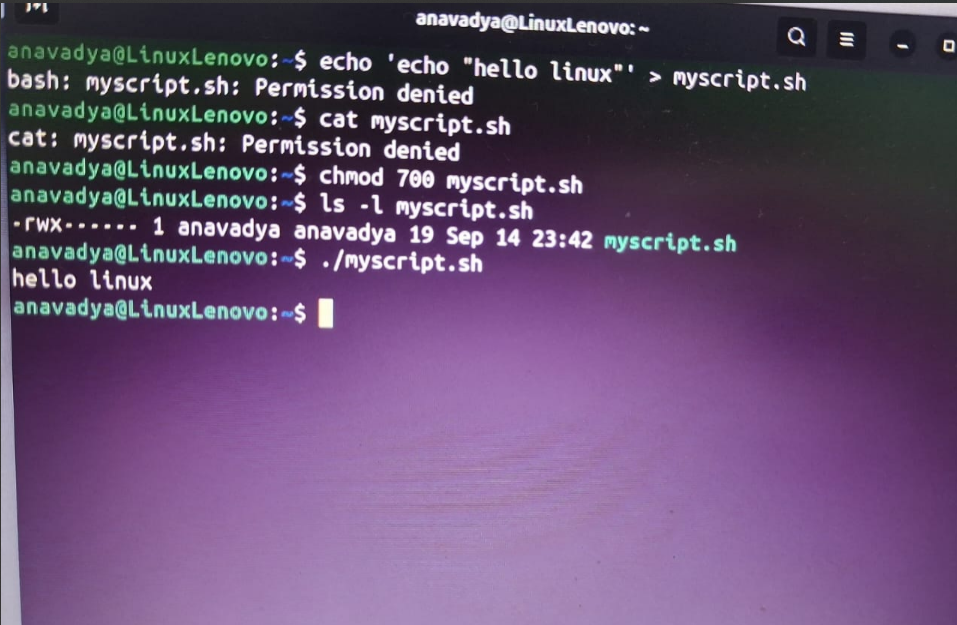 anavadya@LinuxLenovo: ~
anavadya@LinuxLenovo:~$ echo 'echo "hello linux"' > myscript.sh
bash: myscript.sh: Permission denied
anavadya@LinuxLenovo:~$ cat myscript.sh
cat: myscript.sh: Permission denied
anavadya@LinuxLenovo:~$ chmod 700 myscript.sh
anavadya@LinuxLenovo:~$ ls -l myscript.sh
-rwx------ 1 anavadya anavadya 19 Sep 14 23:42 myscript.sh
anavadya@LinuxLenovo:~$ ./myscript.sh
hello linux
anavadya@LinuxLenovo:~$